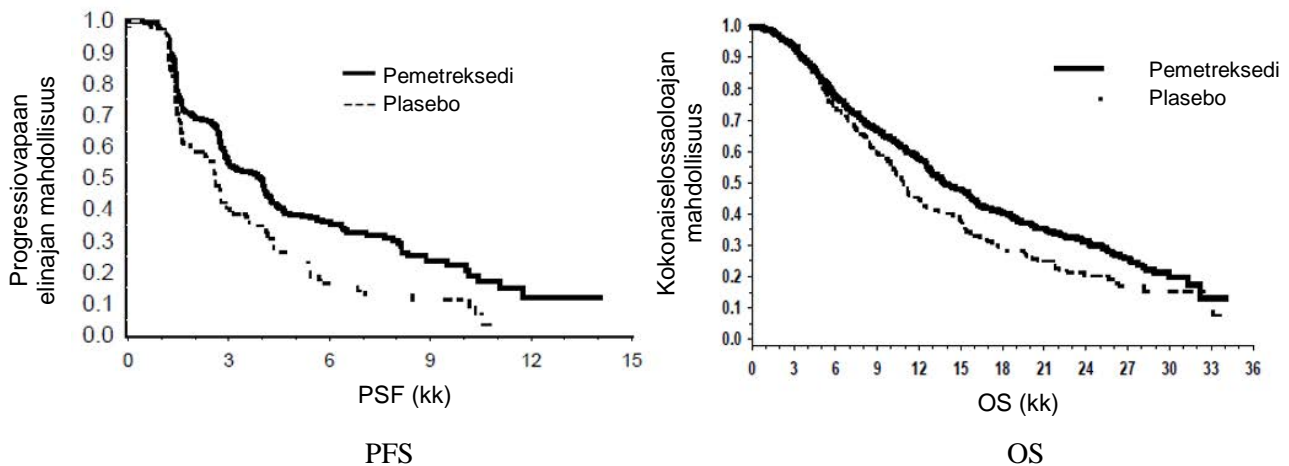 Progressiovapaan
elinajan mahdollisuus
1.0
0.9
0.8
0.7
0.6
0.5
0.4
0.3
0.2
0.1
0.0
Pemetreksedi
Plasebo
0 3 6 9 12 15
PSF (kk)
PFS
Kokonaiselossaoloajan
mahdollisuus
1.0
0.9
0.8
0.7
0.6
0.5
0.4
0.3
0.2
0.1
0.0
Pemetreksedi
Plasebo
0 3 6 9 12 15 18 21 24 27 30 33 36
OS (kk)
OS